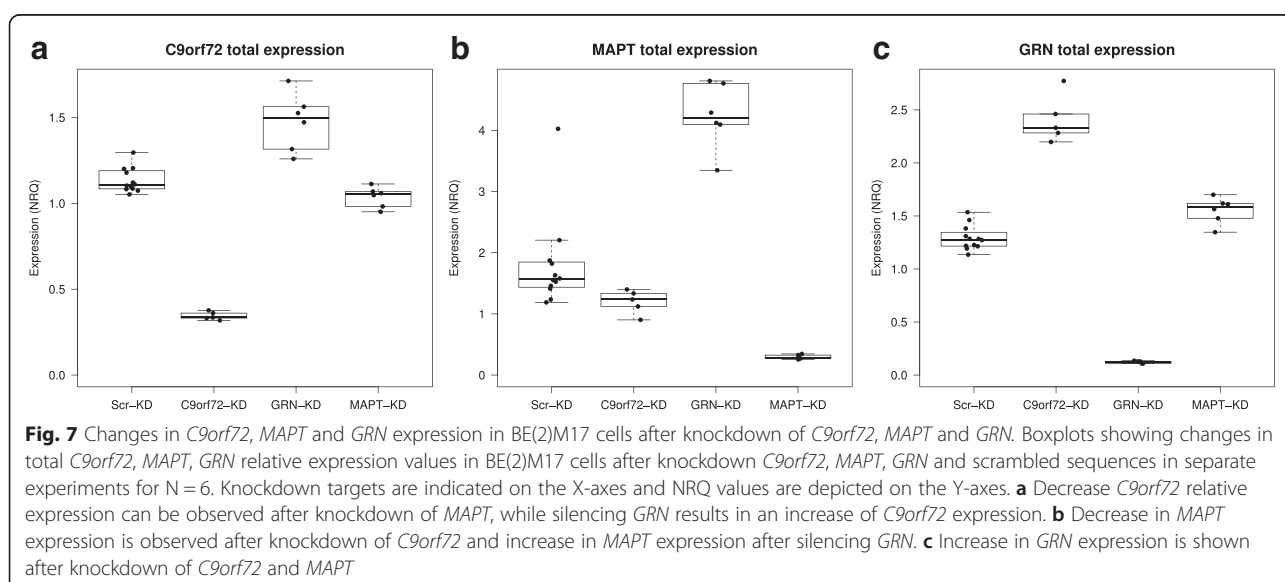 a
C9orf72 total expression
Expression (NRQ)
1.5
1.0
0.5
0.0
Scr–KD C9orf72–KD GRN–KD MAPT–KD
b
MAPT total expression
Expression (NRQ)
4
3
2
1
0
Scr–KD C9orf72–KD GRN–KD MAPT–KD
c
GRN total expression
Expression (NRQ)
2.5
2.0
1.5
1.0
0.5
0.0
Scr–KD C9orf72–KD GRN–KD MAPT–KD
Fig. 7 Changes in C9orf72, MAPT and GRN expression in BE(2)M17 cells after knockdown of C9orf72, MAPT and GRN. Boxplots showing changes in
total C9orf72, MAPT, GRN relative expression values in BE(2)M17 cells after knockdown C9orf72, MAPT, GRN and scrambled sequences in separate
experiments for N = 6. Knockdown targets are indicated on the X-axes and NRQ values are depicted on the Y-axes. a Decrease C9orf72 relative
expression can be observed after knockdown of MAPT, while silencing GRN results in an increase of C9orf72 expression. b Decrease in MAPT
expression is observed after knockdown of C9orf72 and increase in MAPT expression after silencing GRN. c Increase in GRN expression is shown
after knockdown of C9orf72 and MAPT